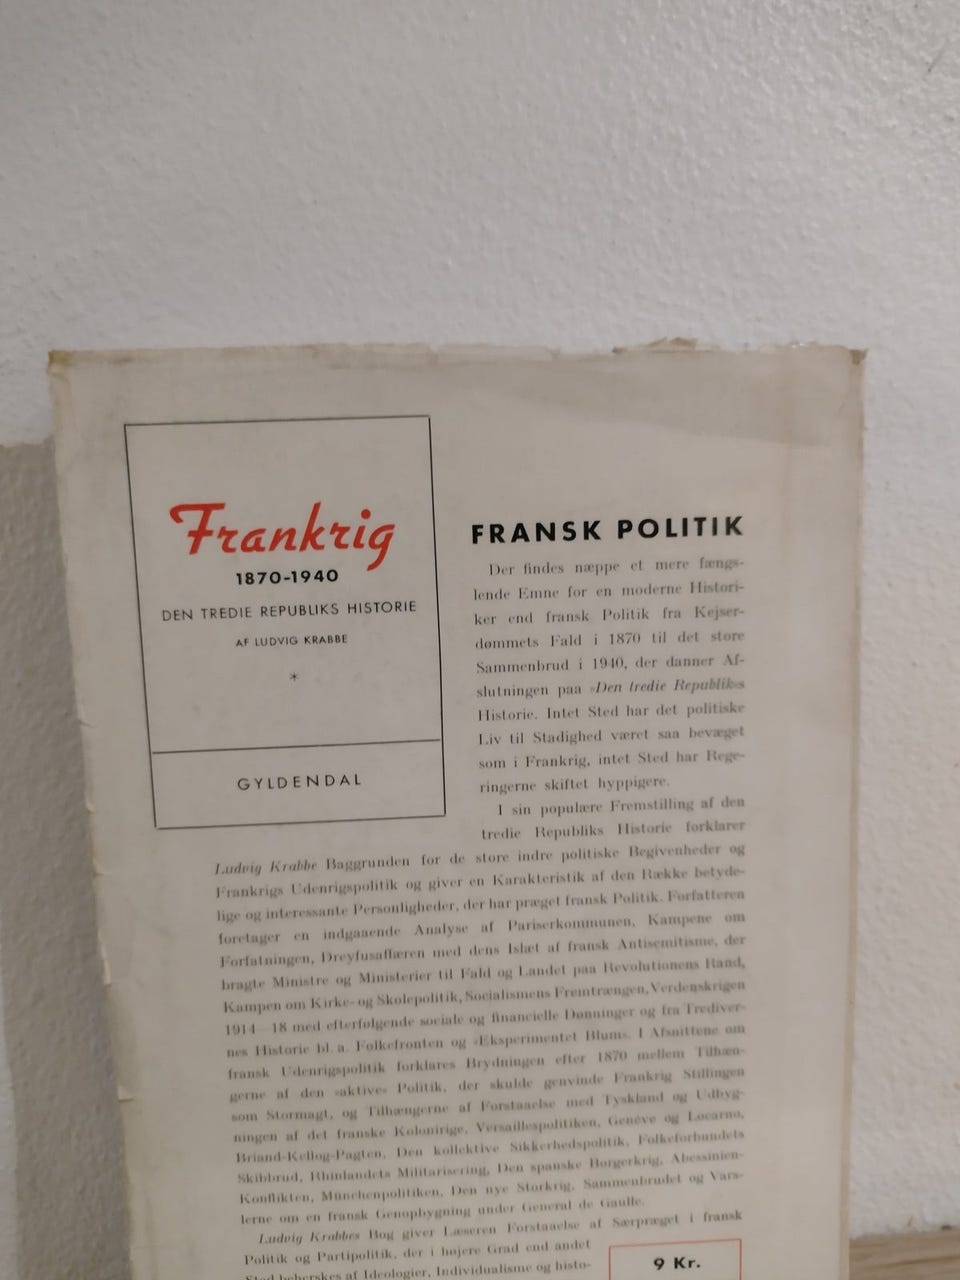 Frankrig
1870-1940
DEN TREDIE REPUBLIKS HISTORIE
AF LUDVIG KRABBE
*
GYLDENDAL
FRANSK POLITIK
Der findes næppe et mere fængs-
lende Emne for en moderne Histori-
ker end fransk Politik fra Kejser-
dømmets Fald i 1870 til det store
Sammenbrud i 1940, der danner Af-
slutningen paa »Den tredie Republik«s
Historie. Intet Sted har det politiske
Liv til Stadighed været saa bevæget
som i Frankrig, intet Sted har Rege-
ringerne skiftet hyppigere.
I sin populære Fremstilling af den
tredie Republiks Historie forklarer
Ludvig Krabbe Baggrunden for de store indre politiske Begivenheder og
Frankrigs Udenrigspolitik og giver en Karakteristik af den Række betyde-
lige og interessante Personligheder, der har præget fransk Politik. Forfatteren
foretager en indgaaende Analyse af Pariserkommunen, Kampene om
Forfatningen, Dreyfusaffæren med dens Islæt af fransk Antisemitisme, der
bragte Ministre og Ministerier til Fald og Landet paa Revolutionens Rand,
Kampen om Kirke- og Skolepolitik, Socialismens Fremtrængen, Verdenskrigen
1914—18 med efterfølgende sociale og financielle Dønninger og fra Trediver-
nes Historie bl. a. Folkefronten og »Eksperimentet Blum«. I Afsnittene om
fransk Udenrigspolitik forklares Brydningen efter 1870 mellem Tilhæn-
gerne af den »aktive« Politik, der skulde genvinde Frankrig Stillingen
som Stormagt, og Tilhængerne af Forstaaelse med Tyskland og Udbyg-
ningen af det franske Kolonirige, Versaillespolitiken, Genève og Locarno,
Briand-Kellog-Pagten, Den kollektive Sikkerhedspolitik, Folkeforbundets
Skibbrud, Rhinlandets Militarisering, Den spanske Borgerkrig, Abessinien-
Konflikten, Münchenpolitiken, Den nye Storkrig, Sammenbrudet og Vars-
lerne om en fransk Genopbygning under General de Gaulle.
Ludvig Krabbes Bog giver Læseren Forstaaelse af Særpræget i fransk
Politik og Partipolitik, der i højere Grad end andet
Sted beherskes af Ideologier, Individualisme og histo-
9 Kr.